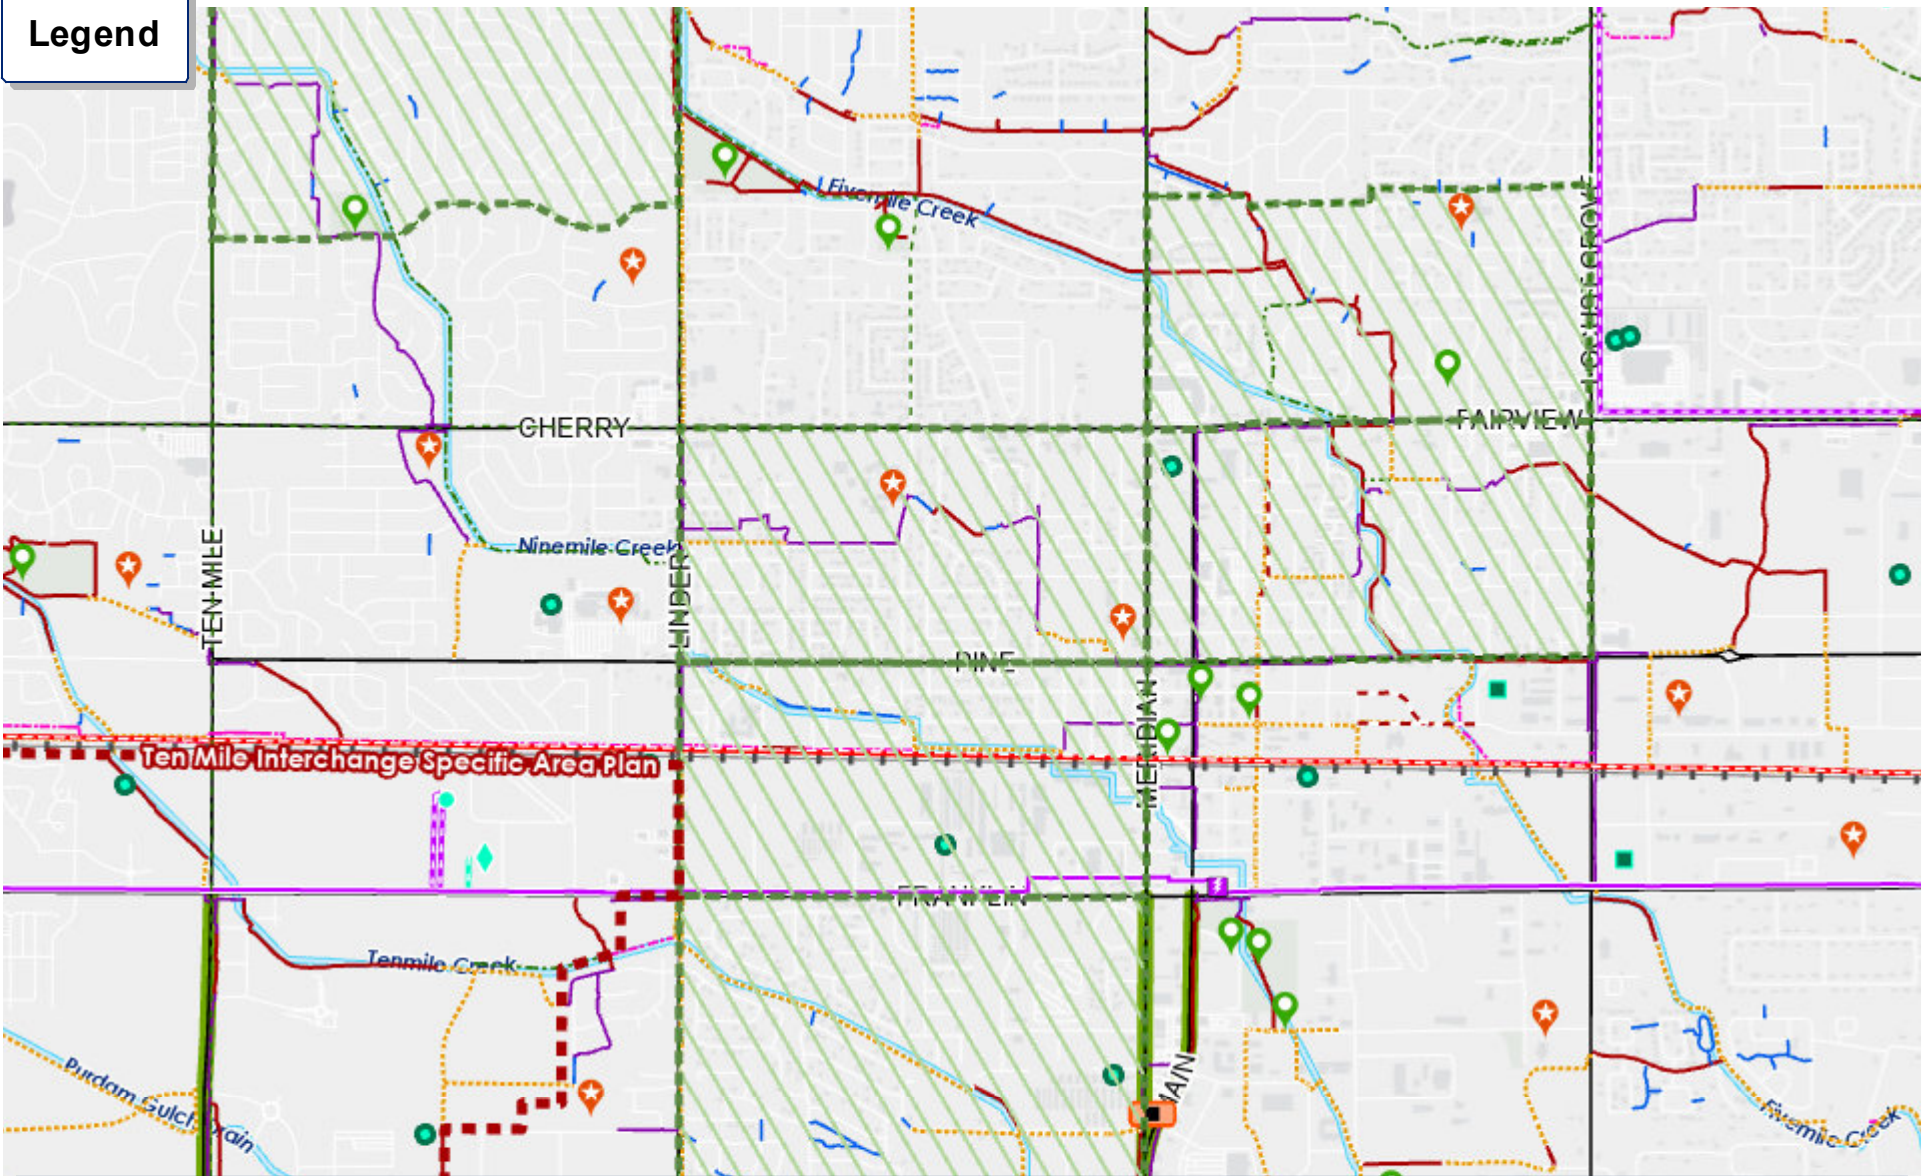 Legend
Fivemile Creek
LOCUST GROVE
CHERRY
FAIRVIEW
TEN MILE
Ninemile Creek
LINDER
PINE
MERIDIAN
Ten Mile Interchange Specific Area Plan
FRANKLIN
Tenmile Creek
Purdam Gulch Drain
MAIN
Fivemile Creek